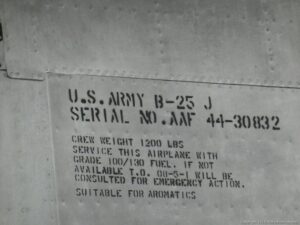 U.S. ARMY B-25 J
SERIAL NO. AAF 44-30832
CREW WEIGHT 1200 LBS
SERVICE THIS AIRPLANE WITH
GRADE 100/130 FUEL. IF NOT
AVAILABLE T.O. 06-5-1 WILL BE
CONSULTED FOR EMERGENCY ACTION.
SUITABLE FOR AROMATICS